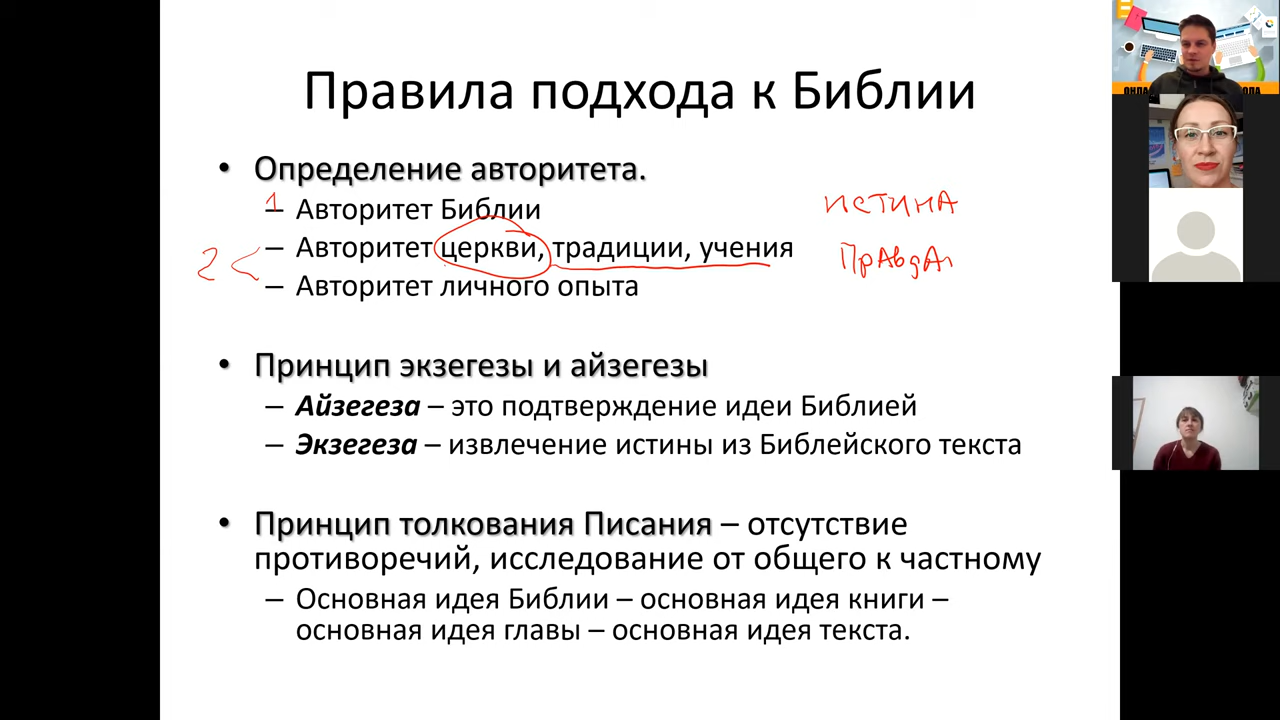 Правила подхода к Библии
• Определение авторитета.
1 – Авторитет Библии ИСТИНА
2 < – Авторитет церкви, традиции, учения ПРАВДА
– Авторитет личного опыта
• Принцип экзегезы и айзегезы
– Айзегеза – это подтверждение идеи Библией
– Экзегеза – извлечение истины из Библейского текста
• Принцип толкования Писания – отсутствие
противоречий, исследование от общего к частному
– Основная идея Библии – основная идея книги –
основная идея главы – основная идея текста.